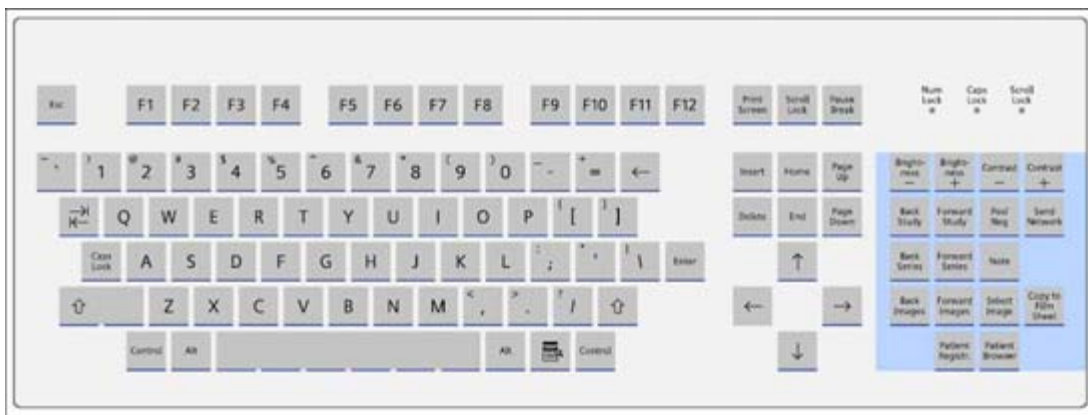 Esc F1 F2 F3 F4 F5 F6 F7 F8 F9 F10 F11 F12 Print Screen Scroll Lock Pause Break Num Lock Caps Lock Scroll Lock
~ ` ! 1 @ 2 # 3 $ 4 % 5 ^ 6 & 7 * 8 ( 9 ) 0 _ - + = ← Insert Home Page Up Brightness − Brightness + Contrast − Contrast +
Q W E R T Y U I O P { [ } ] Delete End Page Down Back Study Forward Study Pos/ Neg Send Network
Caps Lock A S D F G H J K L : ; " ' | \ Enter ↑ Back Series Forward Series Note
⇧ Z X C V B N M < , > . ? / ⇧ ← → Back Images Forward Images Select Image Copy to Film Sheet
Control Alt Alt Control ↓ Patient Registr. Patient Browser